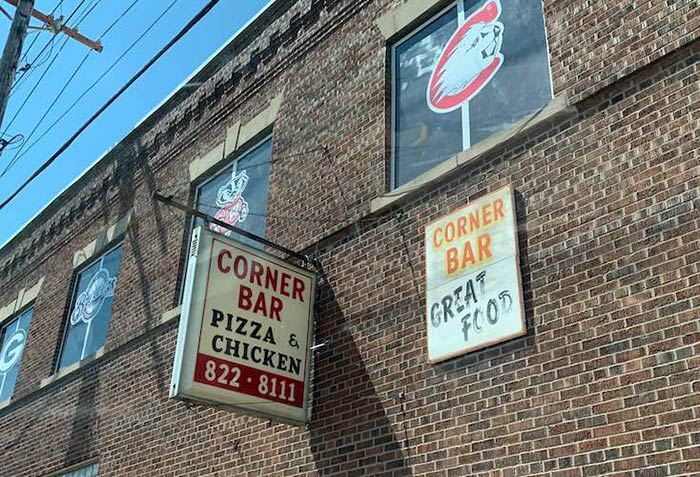 CORNER
BAR
PIZZA &
CHICKEN
822-8111
CORNER
BAR
GREAT
FOOD
G